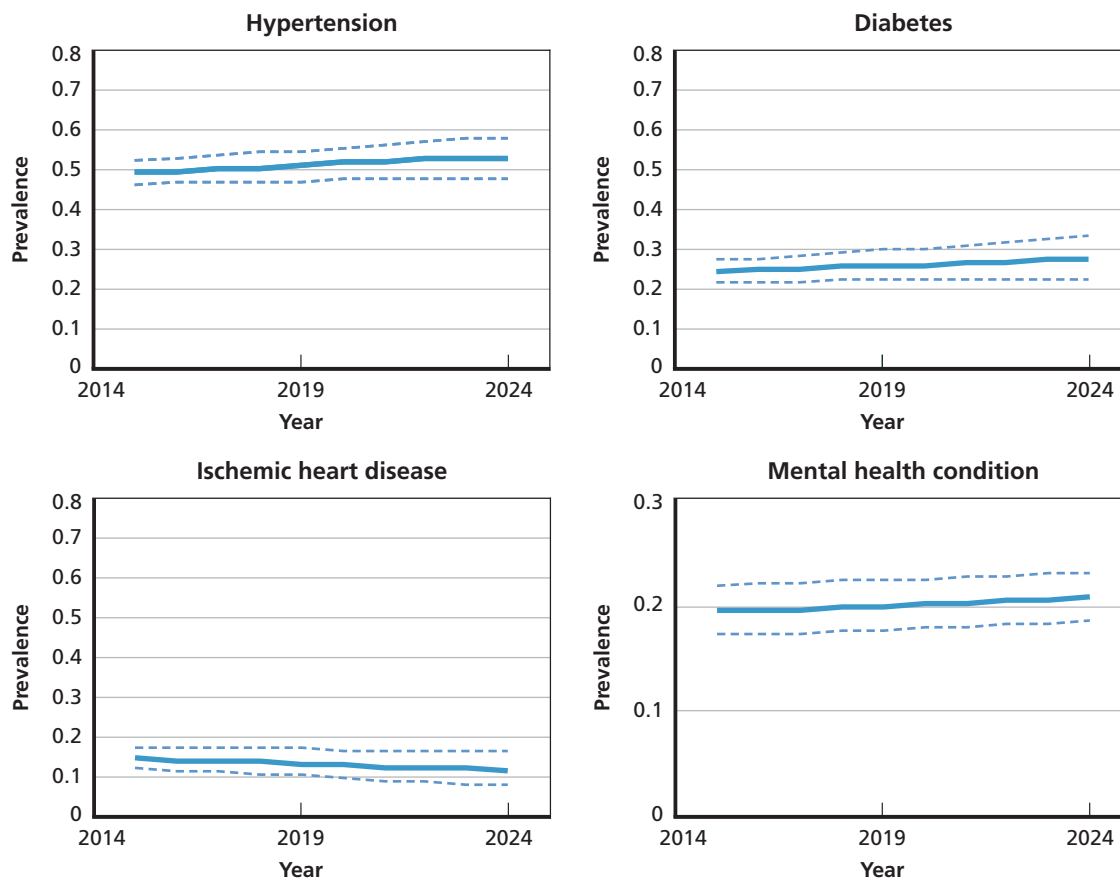 Hypertension
0.8
0.7
0.6
0.5
0.4
0.3
0.2
0.1
0
Prevalence
2014 2019 2024
Year
Diabetes
0.8
0.7
0.6
0.5
0.4
0.3
0.2
0.1
0
Prevalence
2014 2019 2024
Year
Ischemic heart disease
0.8
0.7
0.6
0.5
0.4
0.3
0.2
0.1
0
Prevalence
2014 2019 2024
Year
Mental health condition
0.3
0.2
0.1
0
Prevalence
2014 2019 2024
Year